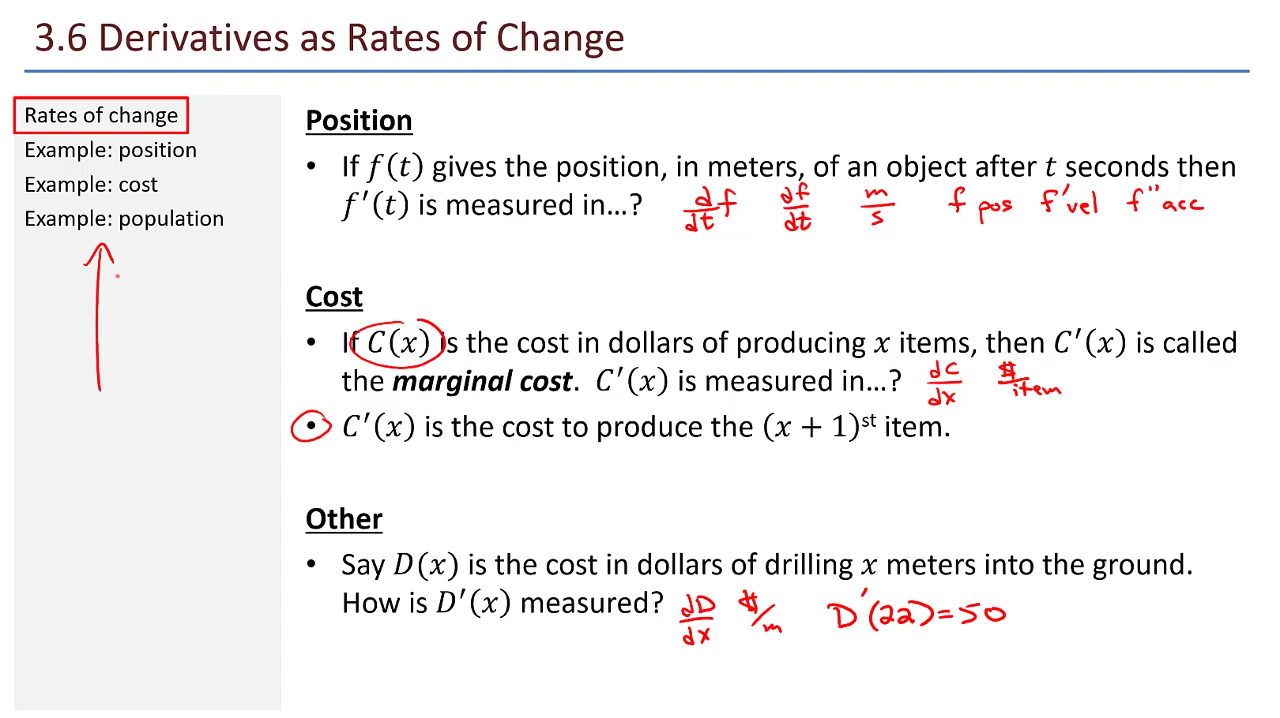 3.6 Derivatives as Rates of Change
Rates of change
Example: position
Example: cost
Example: population
Position
• If f(t) gives the position, in meters, of an object after t seconds then
f′(t) is measured in...? d/dt f df/dt m/s f pos f′ vel f″ acc
Cost
• If C(x) is the cost in dollars of producing x items, then C′(x) is called
the marginal cost. C′(x) is measured in...? dC/dx $/item
• C′(x) is the cost to produce the (x + 1)ˢᵗ item.
Other
• Say D(x) is the cost in dollars of drilling x meters into the ground.
How is D′(x) measured? dD/dx $/m D′(22)=50